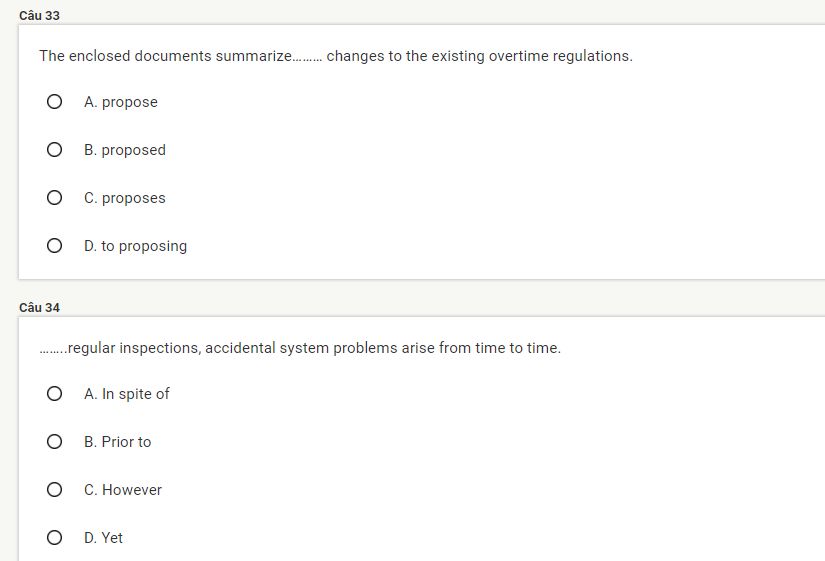 Câu 33
The enclosed documents summarize......... changes to the existing overtime regulations.
A. propose
B. proposed
C. proposes
D. to proposing
Câu 34
.........regular inspections, accidental system problems arise from time to time.
A. In spite of
B. Prior to
C. However
D. Yet